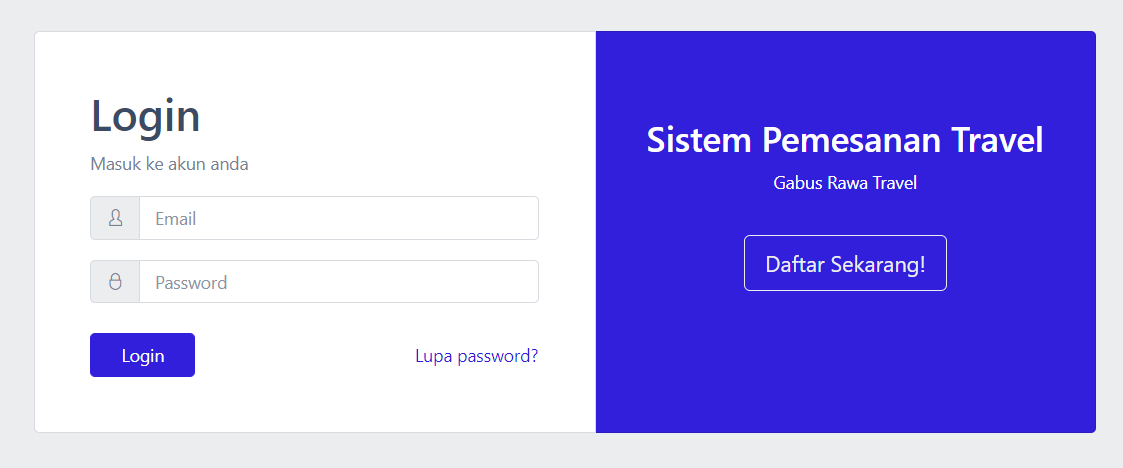 Login
Masuk ke akun anda
Email
Password
Login
Lupa password?
Sistem Pemesanan Travel
Gabus Rawa Travel
Daftar Sekarang!